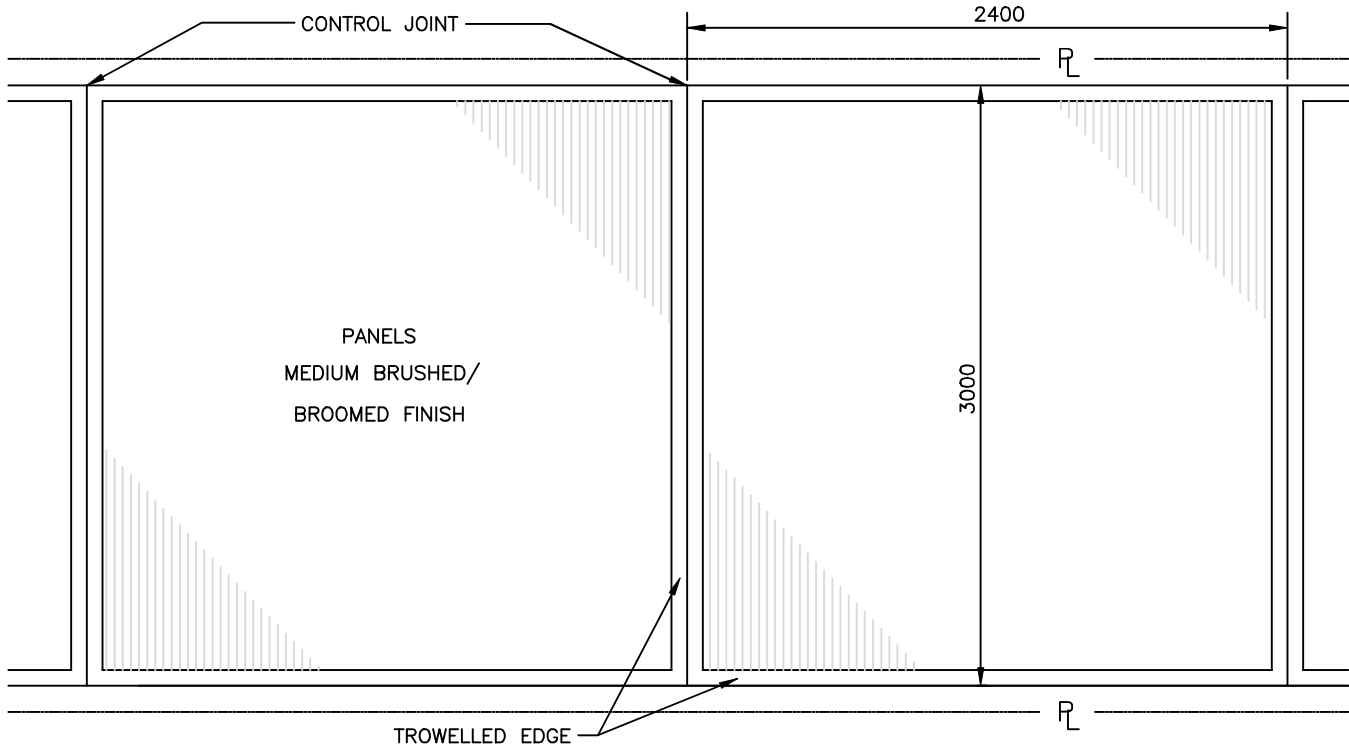 CONTROL JOINT
2400
PL
PANELS
MEDIUM BRUSHED/
BROOMED FINISH
3000
PL
TROWELLED EDGE